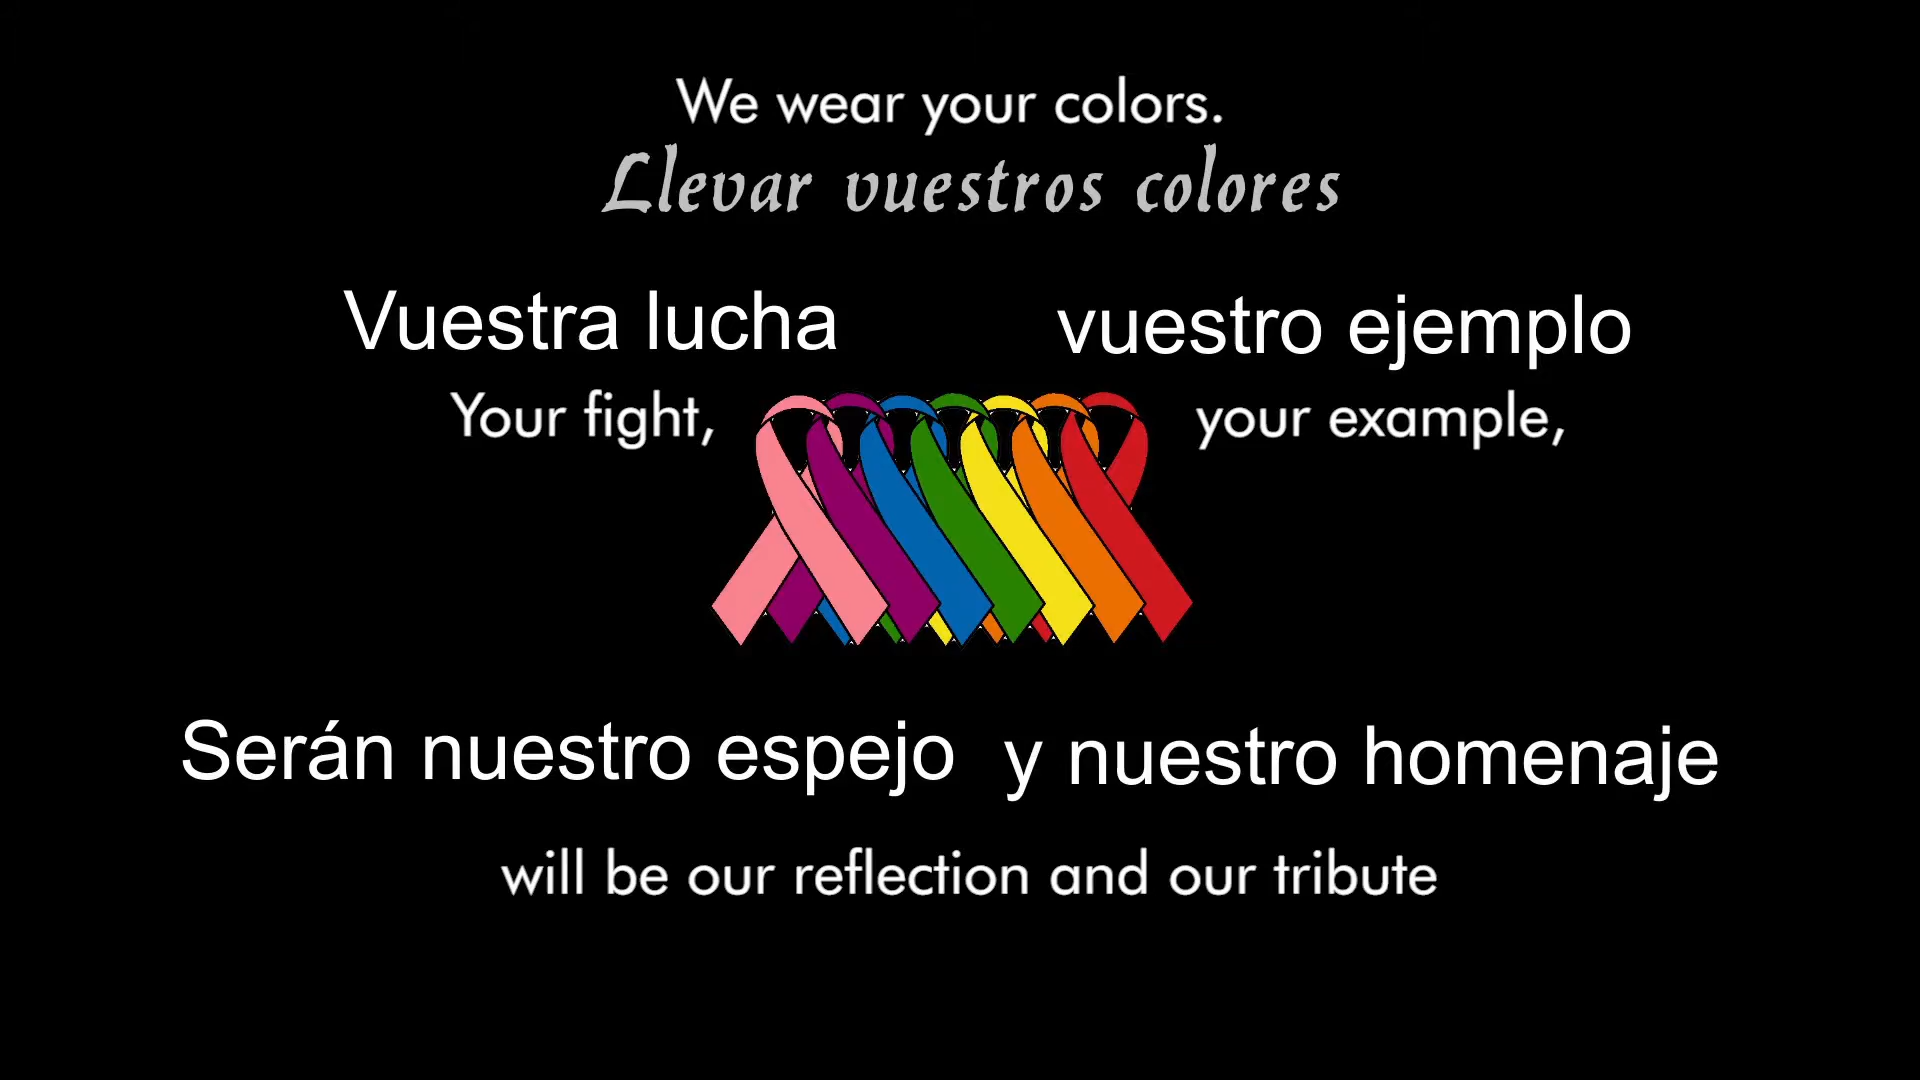 We wear your colors.
Llevar vuestros colores
Vuestra lucha
vuestro ejemplo
Your fight,
your example,
Serán nuestro espejo
y nuestro homenaje
will be our reflection and our tribute